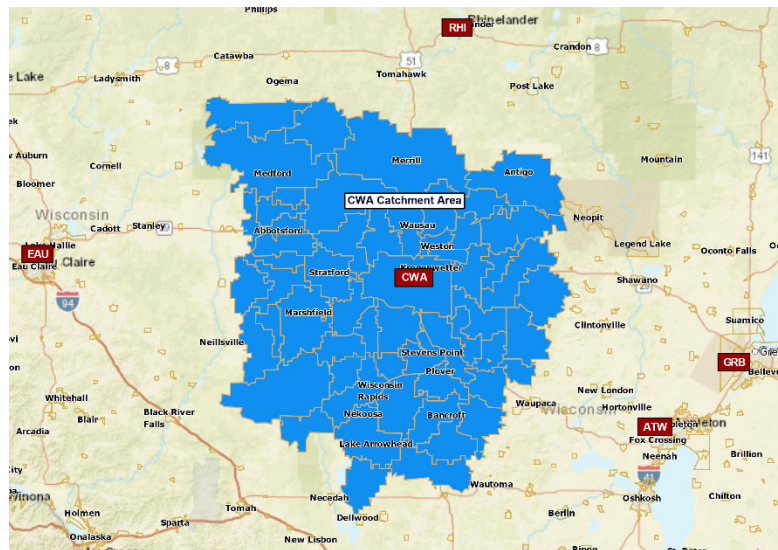 Phillips
RHI
Rhinelander
8
Catawba
Crandon
8
Ladysmith
51
Tomahawk
Ogema
Post Lake
Cornell
141
Mountain
Merrill
Medford
Antigo
Bloomer
CWA Catchment Area
Wisconsin
Cadott
Stanley
Abbotsford
Wausau
Neopit
Weston
Legend Lake
Oconto Falls
EAU
Eau Claire
Stratford
CWA
Shawano
94
Marshfield
Suamico
Clintonville
Neillsville
Stevens Point
GRB
Plover
Wisconsin
Rapids
New London
Whitehall
Waupaca
Wisconsin
Hortonville
Blair
Black River
Falls
Nekoosa
Bancroft
ATW
Appleton
Arcadia
Fox Crossing
Lake Arrowhead
Neenah
Brillion
41
Winona
Necedah
Wautoma
Oshkosh
Chilton
Holmen
Tomah
Dellwood
Berlin
Sparta
Onalaska
New Lisbon